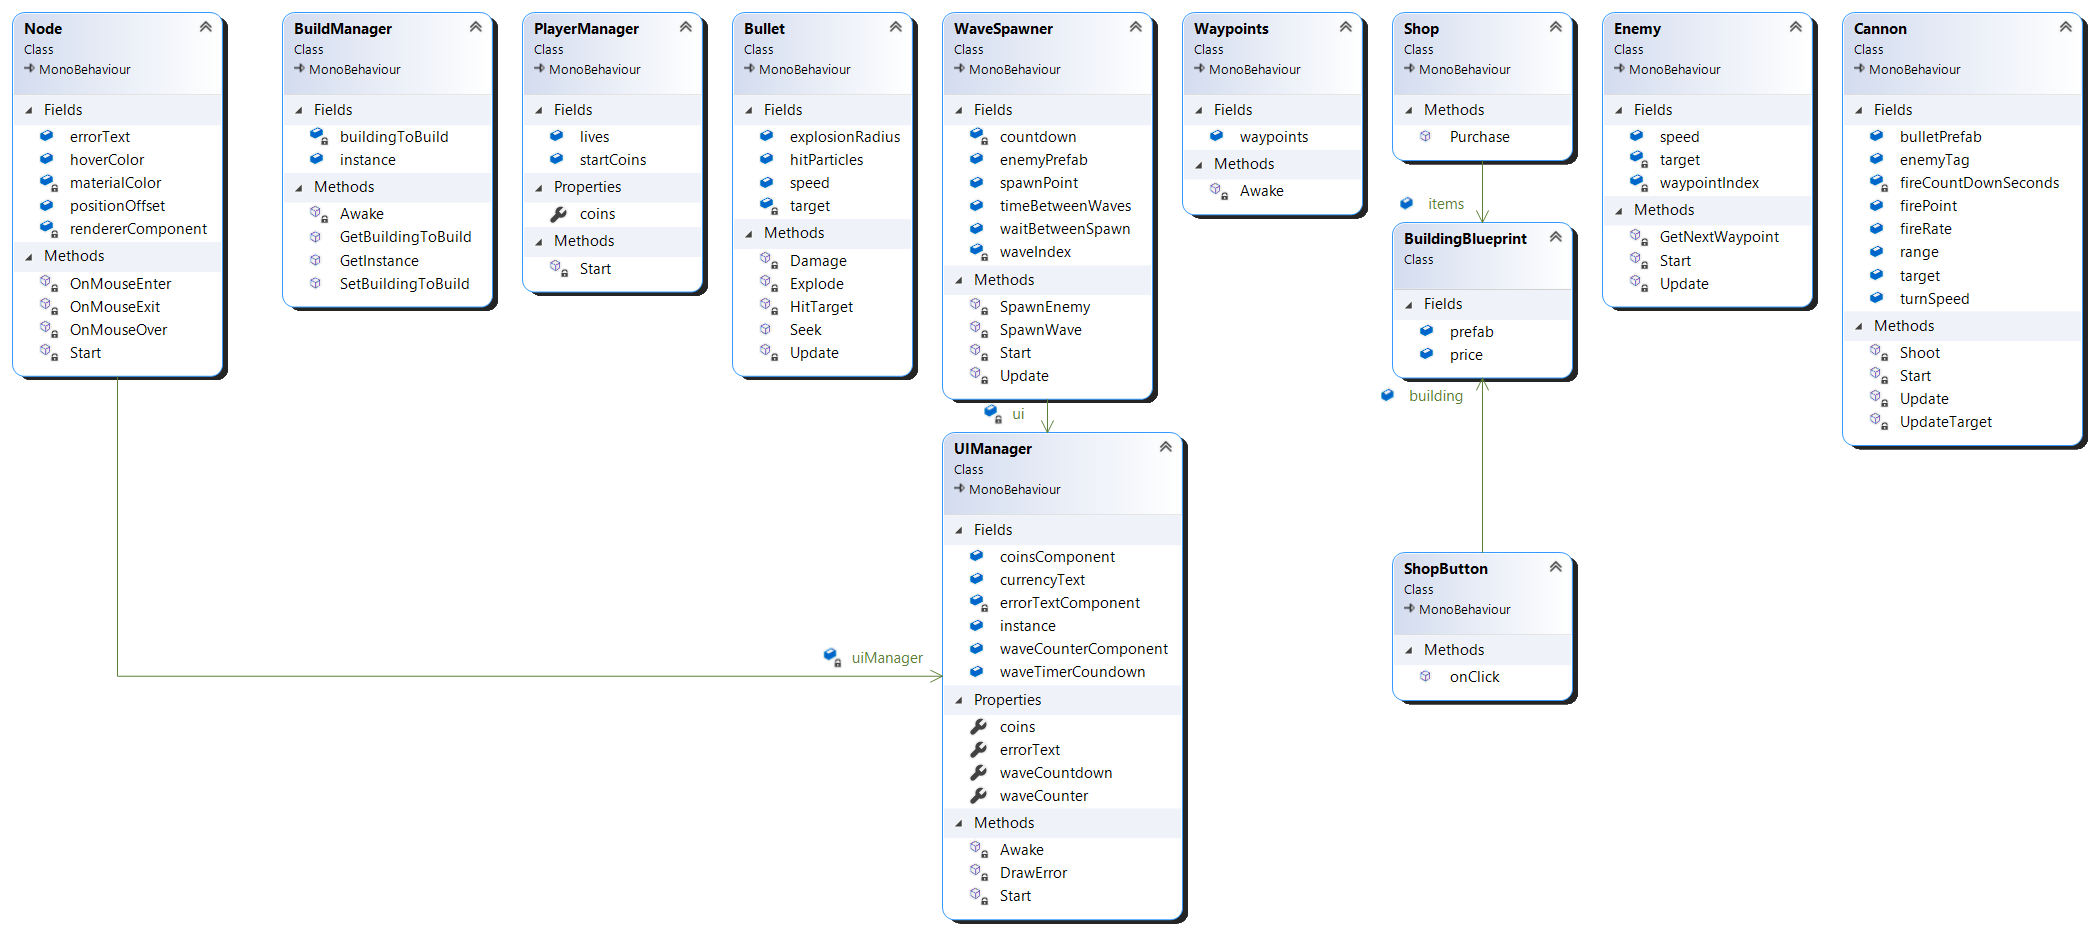 Node
Class
MonoBehaviour
Fields
errorText
hoverColor
materialColor
positionOffset
rendererComponent
Methods
OnMouseEnter
OnMouseExit
OnMouseOver
Start
BuildManager
Class
MonoBehaviour
Fields
buildingToBuild
instance
Methods
Awake
GetBuildingToBuild
GetInstance
SetBuildingToBuild
PlayerManager
Class
MonoBehaviour
Fields
lives
startCoins
Properties
coins
Methods
Start
Bullet
Class
MonoBehaviour
Fields
explosionRadius
hitParticles
speed
target
Methods
Damage
Explode
HitTarget
Seek
Update
WaveSpawner
Class
MonoBehaviour
Fields
countdown
enemyPrefab
spawnPoint
timeBetweenWaves
waitBetweenSpawn
waveIndex
Methods
SpawnEnemy
SpawnWave
Start
Update
Waypoints
Class
MonoBehaviour
Fields
waypoints
Methods
Awake
Shop
Class
MonoBehaviour
Methods
Purchase
items
BuildingBlueprint
Class
Fields
prefab
price
building
Enemy
Class
MonoBehaviour
Fields
speed
target
waypointIndex
Methods
GetNextWaypoint
Start
Update
Cannon
Class
MonoBehaviour
Fields
bulletPrefab
enemyTag
fireCountDownSeconds
firePoint
fireRate
range
target
turnSpeed
Methods
Shoot
Start
Update
UpdateTarget
ui
uiManager
UIManager
Class
MonoBehaviour
Fields
coinsComponent
currencyText
errorTextComponent
instance
waveCounterComponent
waveTimerCoundown
Properties
coins
errorText
waveCountdown
waveCounter
Methods
Awake
DrawError
Start
ShopButton
Class
MonoBehaviour
Methods
onClick